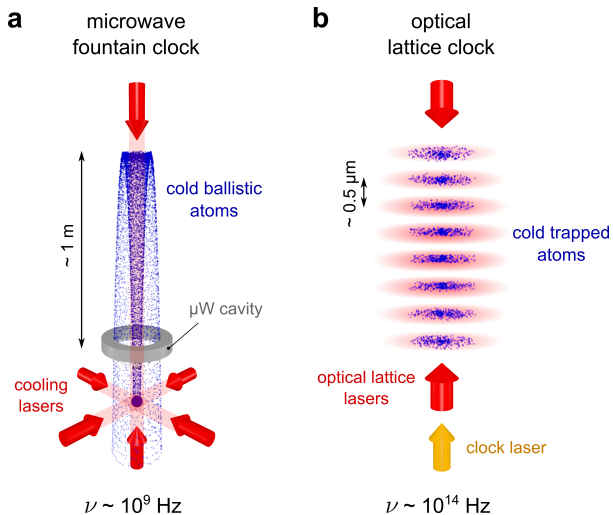 a
microwave
fountain clock
~ 1 m
cold ballistic
atoms
μW cavity
cooling
lasers
ν ~ 10⁹ Hz
b
optical
lattice clock
~ 0.5 μm
cold trapped
atoms
optical lattice
lasers
clock laser
ν ~ 10¹⁴ Hz